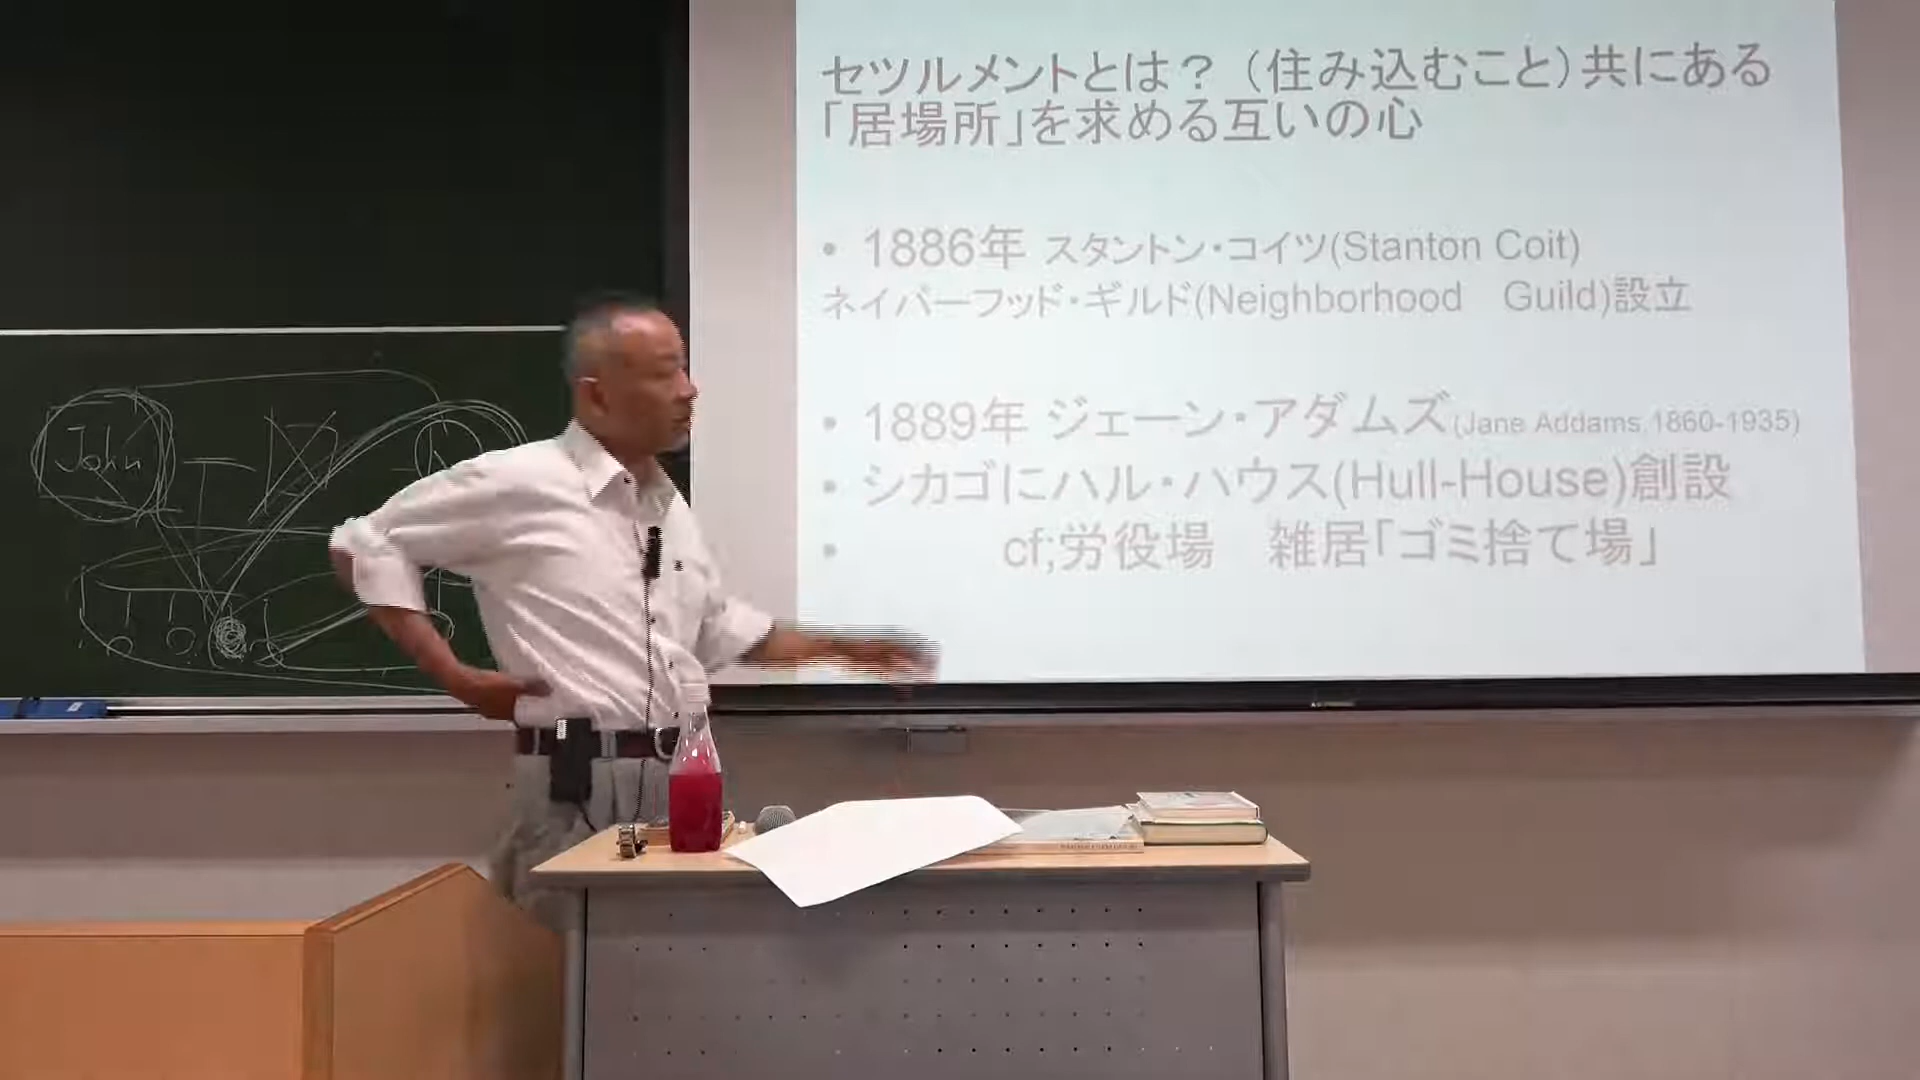 セツルメントとは？（住み込むこと）共にある
「居場所」を求める互いの心
• 1886年 スタントン・コイツ(Stanton Coit)
ネイバーフッド・ギルド(Neighborhood　Guild)設立
• 1889年 ジェーン・アダムズ(Jane Addams,1860-1935)
• シカゴにハル・ハウス(Hull-House)創設
• cf;労役場　雑居「ゴミ捨て場」
John